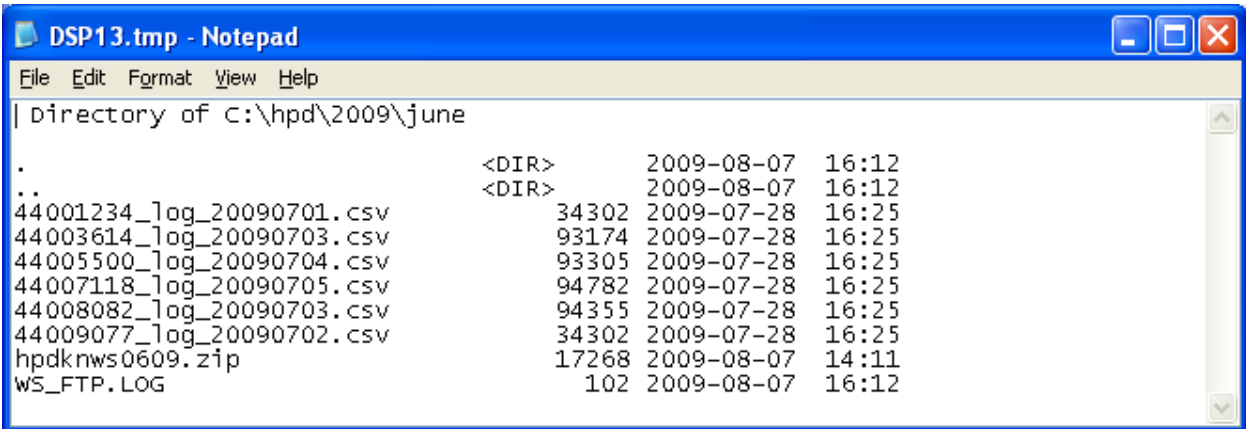 DSP13.tmp - Notepad
File Edit Format View Help
Directory of C:\hpd\2009\june
. <DIR> 2009-08-07 16:12
.. <DIR> 2009-08-07 16:12
44001234_log_20090701.csv 34302 2009-07-28 16:25
44003614_log_20090703.csv 93174 2009-07-28 16:25
44005500_log_20090704.csv 93305 2009-07-28 16:25
44007118_log_20090705.csv 94782 2009-07-28 16:25
44008082_log_20090703.csv 94355 2009-07-28 16:25
44009077_log_20090702.csv 34302 2009-07-28 16:25
hpdknws0609.zip 17268 2009-08-07 14:11
WS_FTP.LOG 102 2009-08-07 16:12